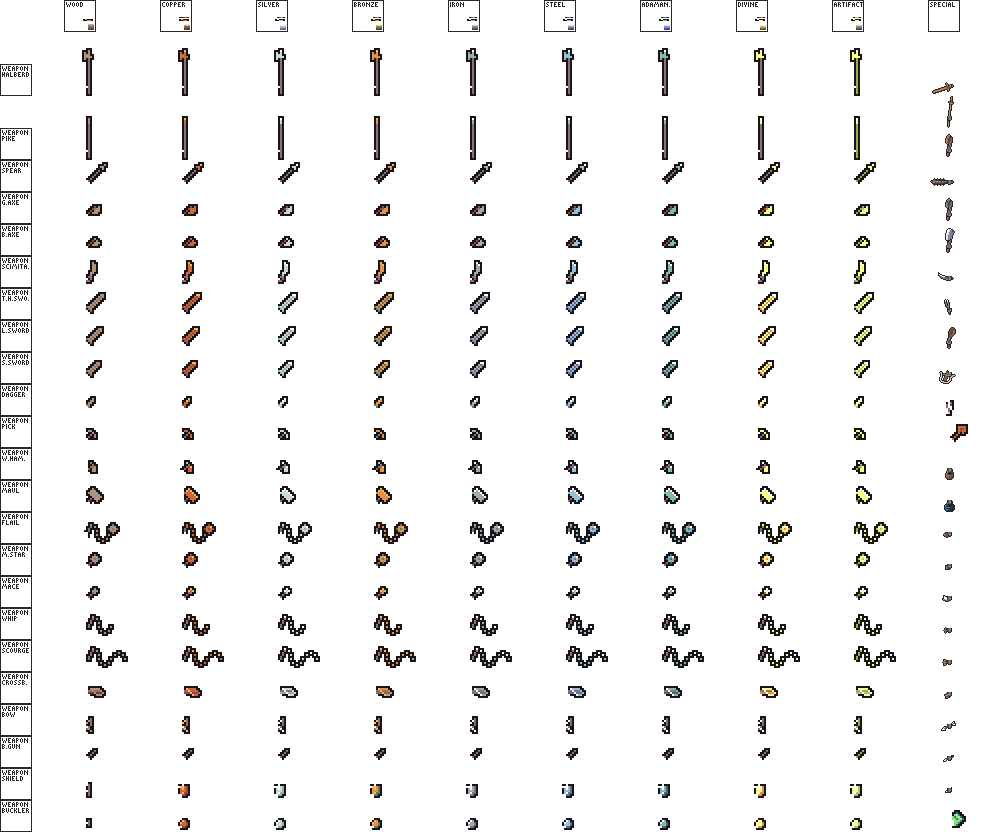 WOOD
COPPER
SILVER
BRONZE
IRON
STEEL
ADAMAN.
DIVINE
ARTIFACT
SPECIAL
WEAPON
HALBERD
WEAPON
PIKE
WEAPON
SPEAR
WEAPON
G.AXE
WEAPON
B.AXE
WEAPON
SCIMITA.
WEAPON
T.H.SWO.
WEAPON
L.SWORD
WEAPON
S.SWORD
WEAPON
DAGGER
WEAPON
PICK
WEAPON
W.HAM.
WEAPON
MAUL
WEAPON
FLAIL
WEAPON
M.STAR
WEAPON
MACE
WEAPON
WHIP
WEAPON
SCOURGE
WEAPON
CROSSB.
WEAPON
BOW
WEAPON
B.GUN
WEAPON
SHIELD
WEAPON
BUCKLER